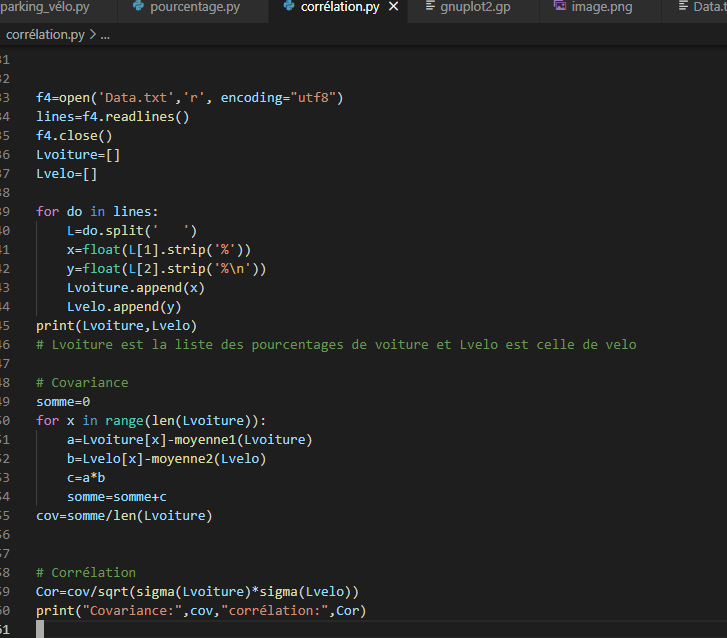 parking_vélo.py pourcentage.py corrélation.py gnuplot2.gp image.png Data.t
corrélation.py > ...
31
32
33 f4=open('Data.txt','r', encoding="utf8")
34 lines=f4.readlines()
35 f4.close()
36 Lvoiture=[]
37 Lvelo=[]
38
39 for do in lines:
40 L=do.split('   ')
41 x=float(L[1].strip('%'))
42 y=float(L[2].strip('%\n'))
43 Lvoiture.append(x)
44 Lvelo.append(y)
45 print(Lvoiture,Lvelo)
46 # Lvoiture est la liste des pourcentages de voiture et Lvelo est celle de velo
47
48 # Covariance
49 somme=0
50 for x in range(len(Lvoiture)):
51 a=Lvoiture[x]-moyenne1(Lvoiture)
52 b=Lvelo[x]-moyenne2(Lvelo)
53 c=a*b
54 somme=somme+c
55 cov=somme/len(Lvoiture)
56
57
58 # Corrélation
59 Cor=cov/sqrt(sigma(Lvoiture)*sigma(Lvelo))
60 print("Covariance:",cov,"corrélation:",Cor)
61